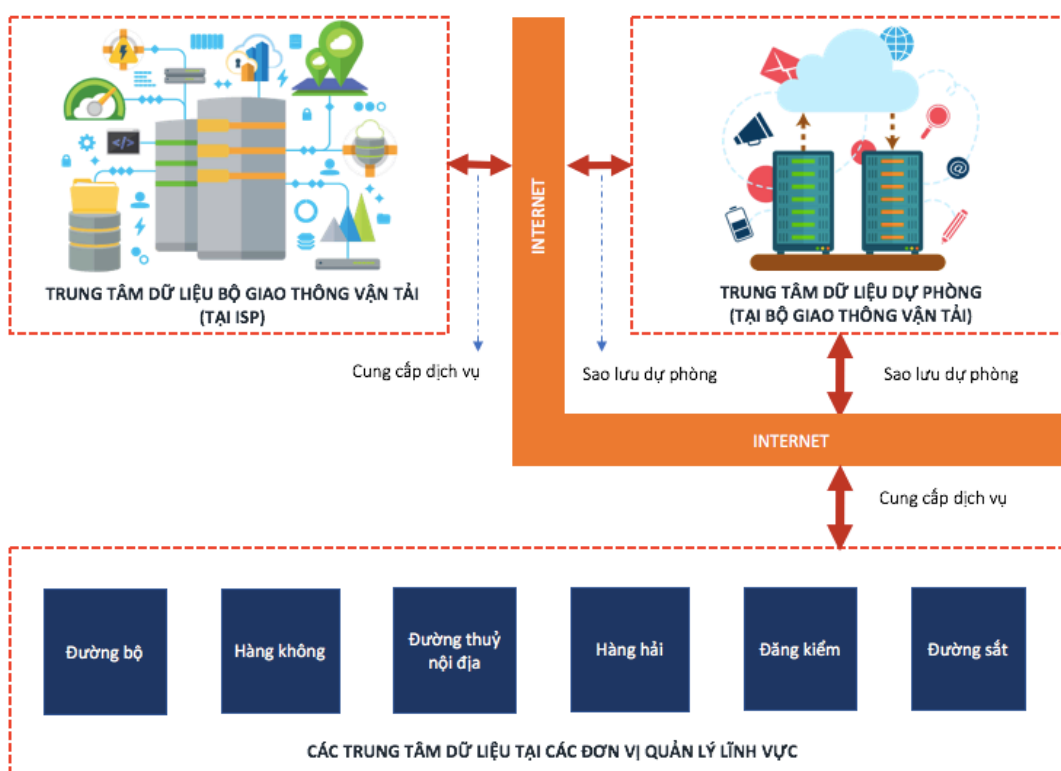 </>
@
INTERNET
TRUNG TÂM DỮ LIỆU BỘ GIAO THÔNG VẬN TẢI
(TẠI ISP)
TRUNG TÂM DỮ LIỆU DỰ PHÒNG
(TẠI BỘ GIAO THÔNG VẬN TẢI)
Cung cấp dịch vụ
Sao lưu dự phòng
Sao lưu dự phòng
INTERNET
Cung cấp dịch vụ
Đường bộ
Hàng không
Đường thuỷ
nội địa
Hàng hải
Đăng kiểm
Đường sắt
CÁC TRUNG TÂM DỮ LIỆU TẠI CÁC ĐƠN VỊ QUẢN LÝ LĨNH VỰC